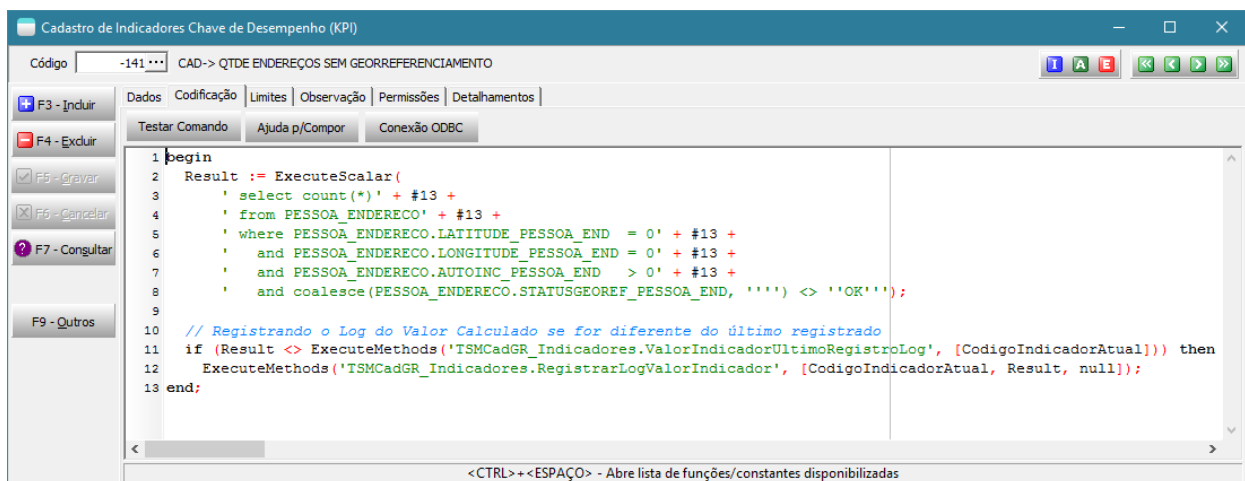 Cadastro de Indicadores Chave de Desempenho (KPI)
Código -141 ... CAD-> QTDE ENDEREÇOS SEM GEORREFERENCIAMENTO I A E
F3 - Incluir
F4 - Excluir
F5 - Gravar
F6 - Cancelar
F7 - Consultar
F9 - Outros
Dados Codificação Limites Observação Permissões Detalhamentos
Testar Comando Ajuda p/Compor Conexão ODBC
1 begin
2 Result := ExecuteScalar(
3 ' select count(*)' + #13 +
4 ' from PESSOA_ENDERECO' + #13 +
5 ' where PESSOA_ENDERECO.LATITUDE_PESSOA_END = 0' + #13 +
6 ' and PESSOA_ENDERECO.LONGITUDE_PESSOA_END = 0' + #13 +
7 ' and PESSOA_ENDERECO.AUTOINC_PESSOA_END > 0' + #13 +
8 ' and coalesce(PESSOA_ENDERECO.STATUSGEOREF_PESSOA_END, '''') <> ''OK''');
9
10 // Registrando o Log do Valor Calculado se for diferente do último registrado
11 if (Result <> ExecuteMethods('TSMCadGR_Indicadores.ValorIndicadorUltimoRegistroLog', [CodigoIndicadorAtual])) then
12 ExecuteMethods('TSMCadGR_Indicadores.RegistrarLogValorIndicador', [CodigoIndicadorAtual, Result, null]);
13 end;
<CTRL>+<ESPAÇO> - Abre lista de funções/constantes disponibilizadas